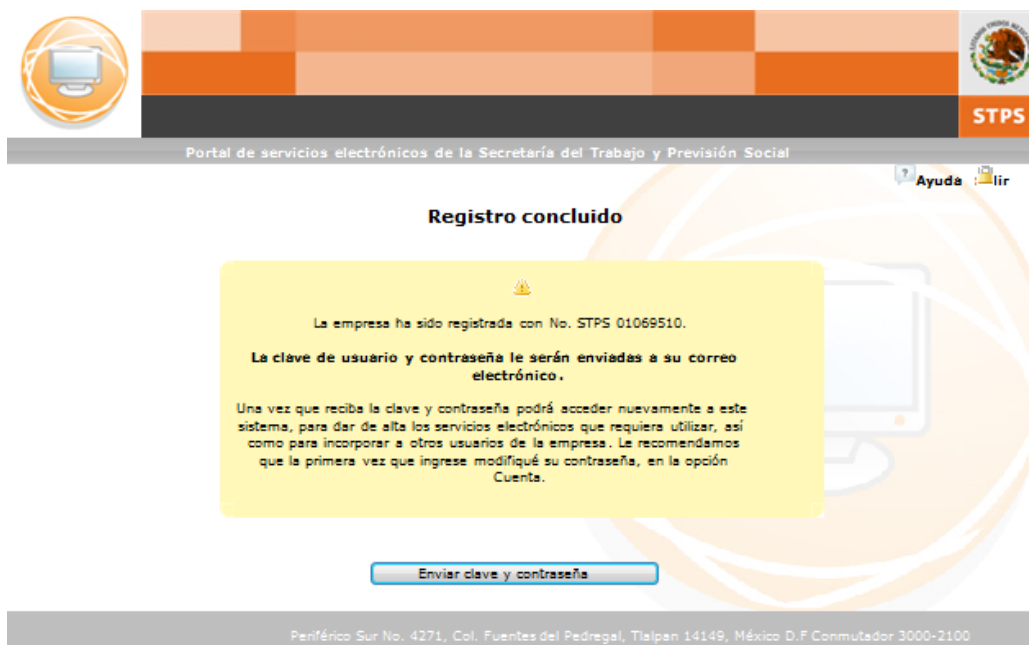 STPS
Portal de servicios electrónicos de la Secretaría del Trabajo y Previsión Social
Ayuda lir
Registro concluido
La empresa ha sido registrada con No. STPS 01069510.
La clave de usuario y contraseña le serán enviadas a su correo
electrónico.
Una vez que reciba la clave y contraseña podrá acceder nuevamente a este
sistema, para dar de alta los servicios electrónicos que requiera utilizar, así
como para incorporar a otros usuarios de la empresa. Le recomendamos
que la primera vez que ingrese modifiqué su contraseña, en la opción
Cuenta.
Enviar clave y contraseña
Periférico Sur No. 4271, Col. Fuentes del Pedregal, Tlalpan 14149, México D.F Conmutador 3000-2100